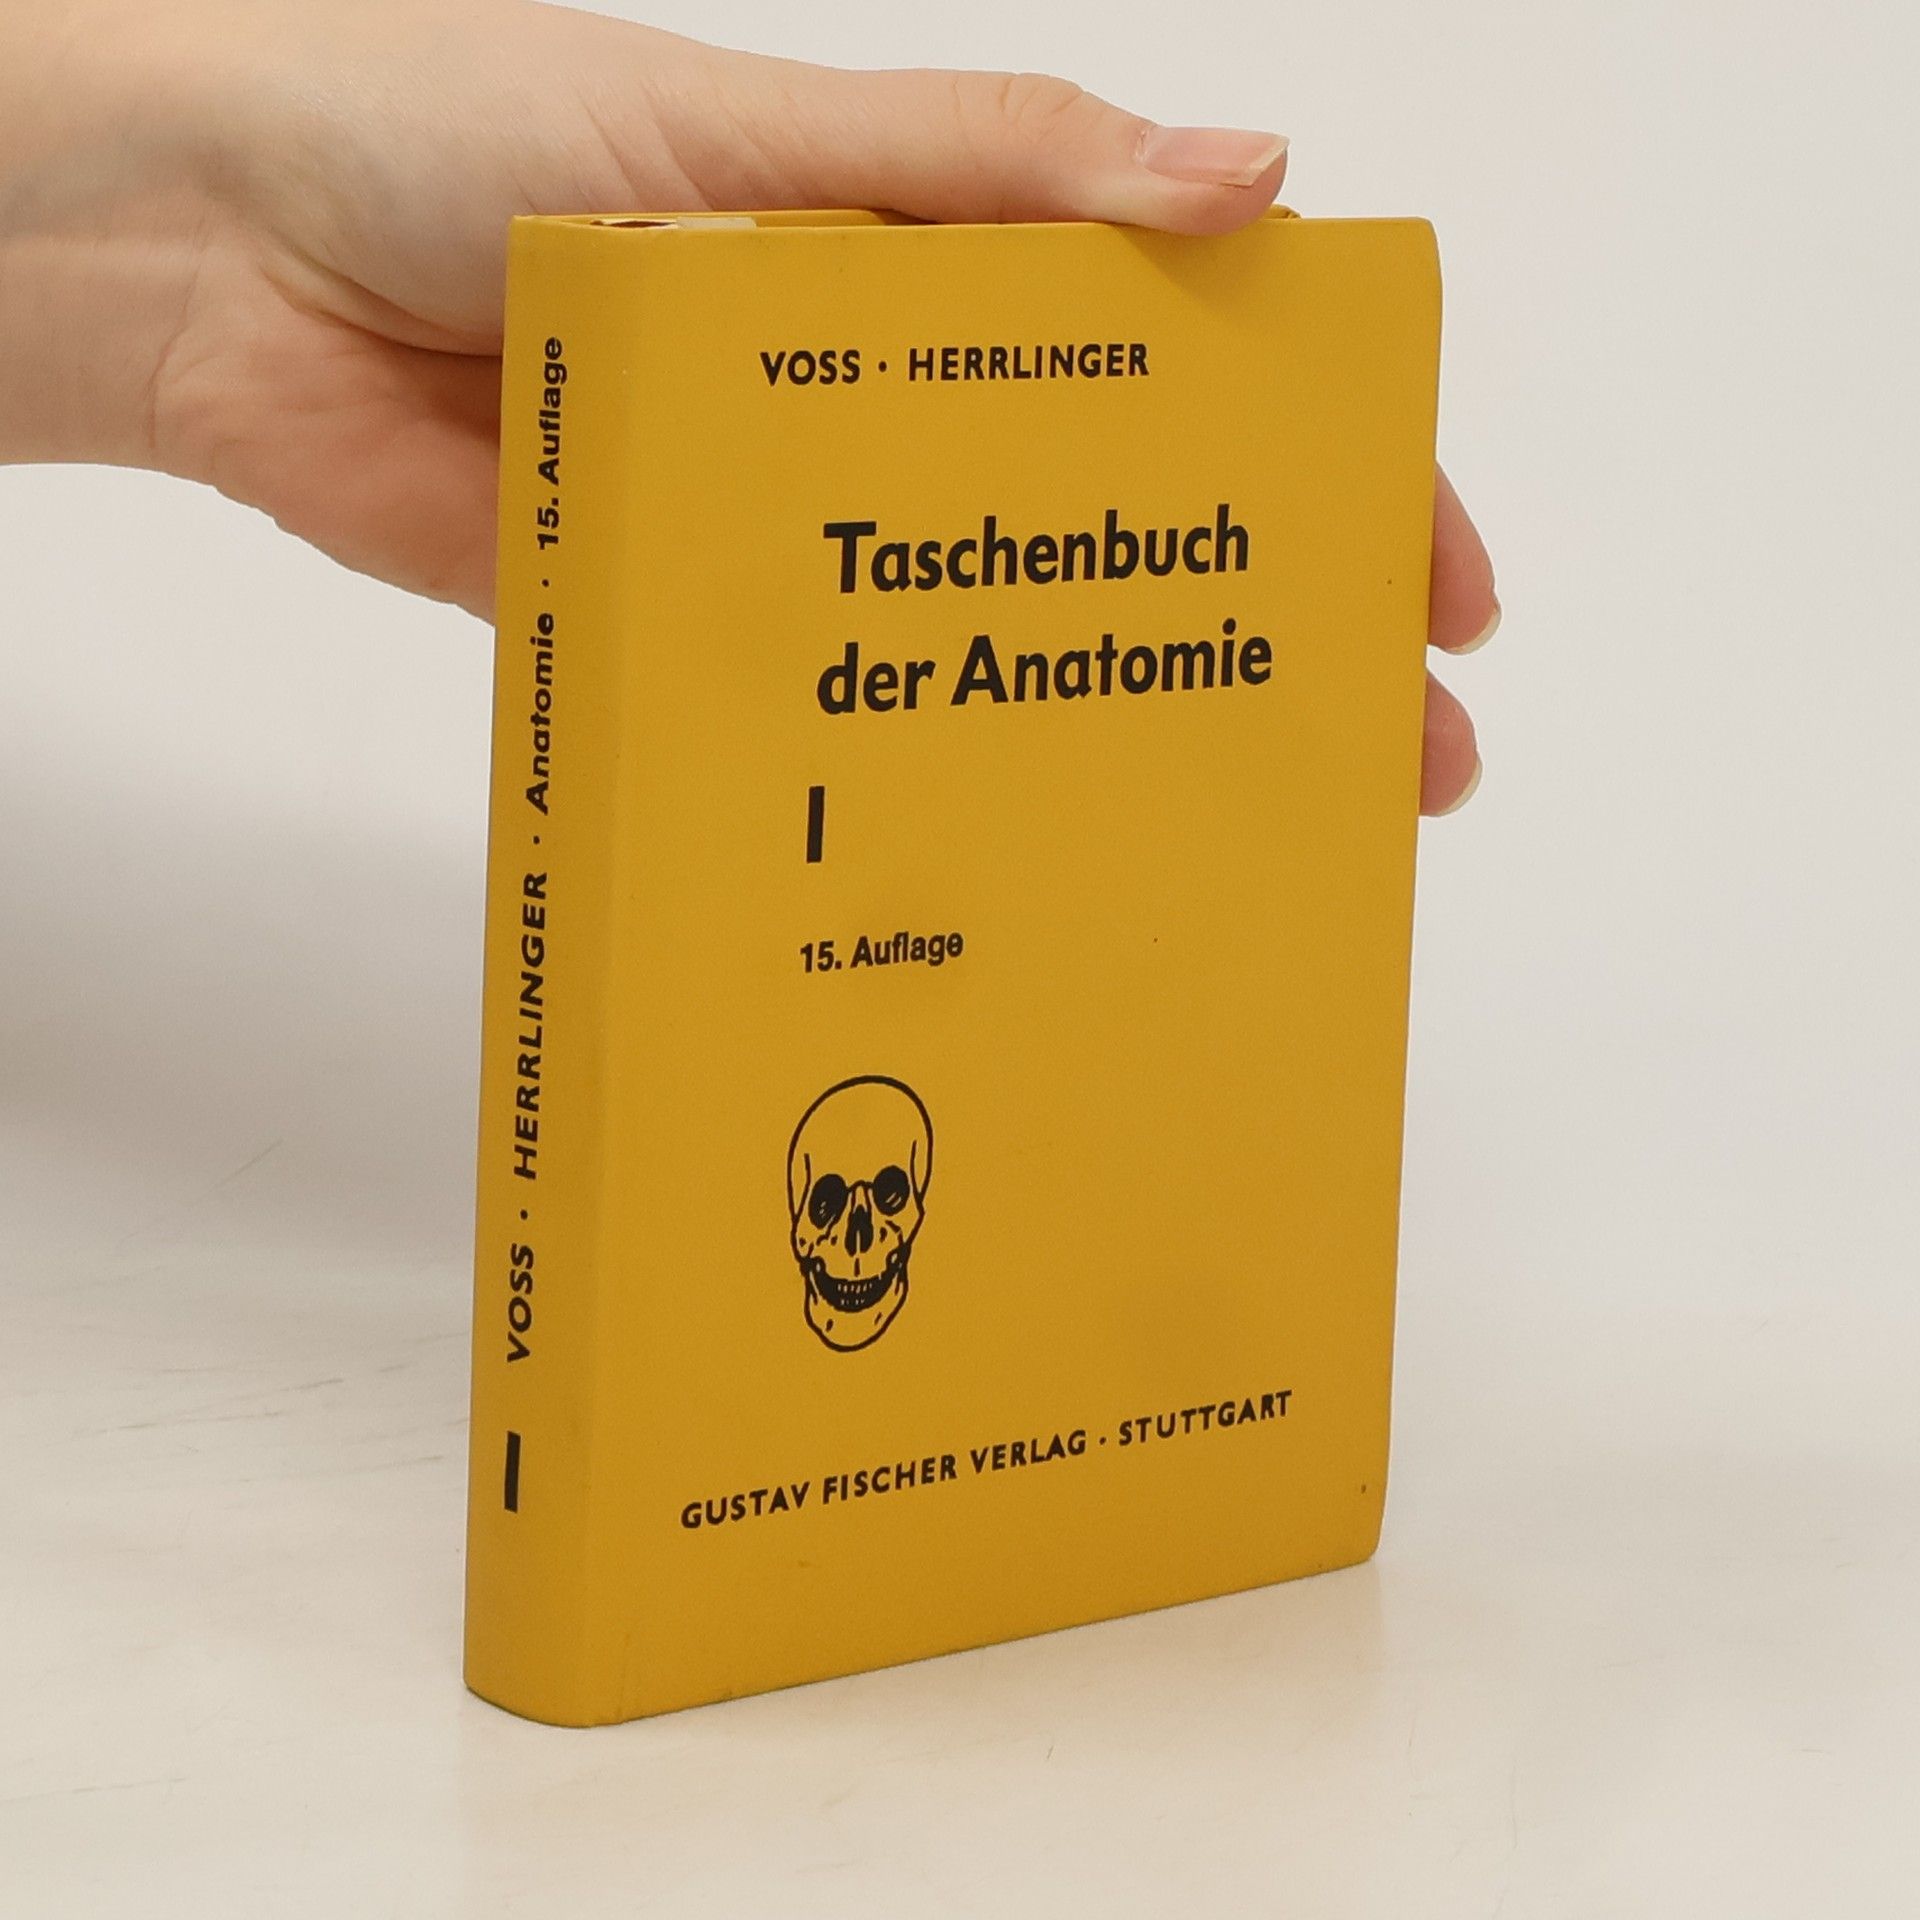 VOSS · HERRLINGER
Taschenbuch
der Anatomie
I
15. Auflage
GUSTAV FISCHER VERLAG · STUTTGART
I VOSS · HERRLINGER · Anatomie · 15. Auflage